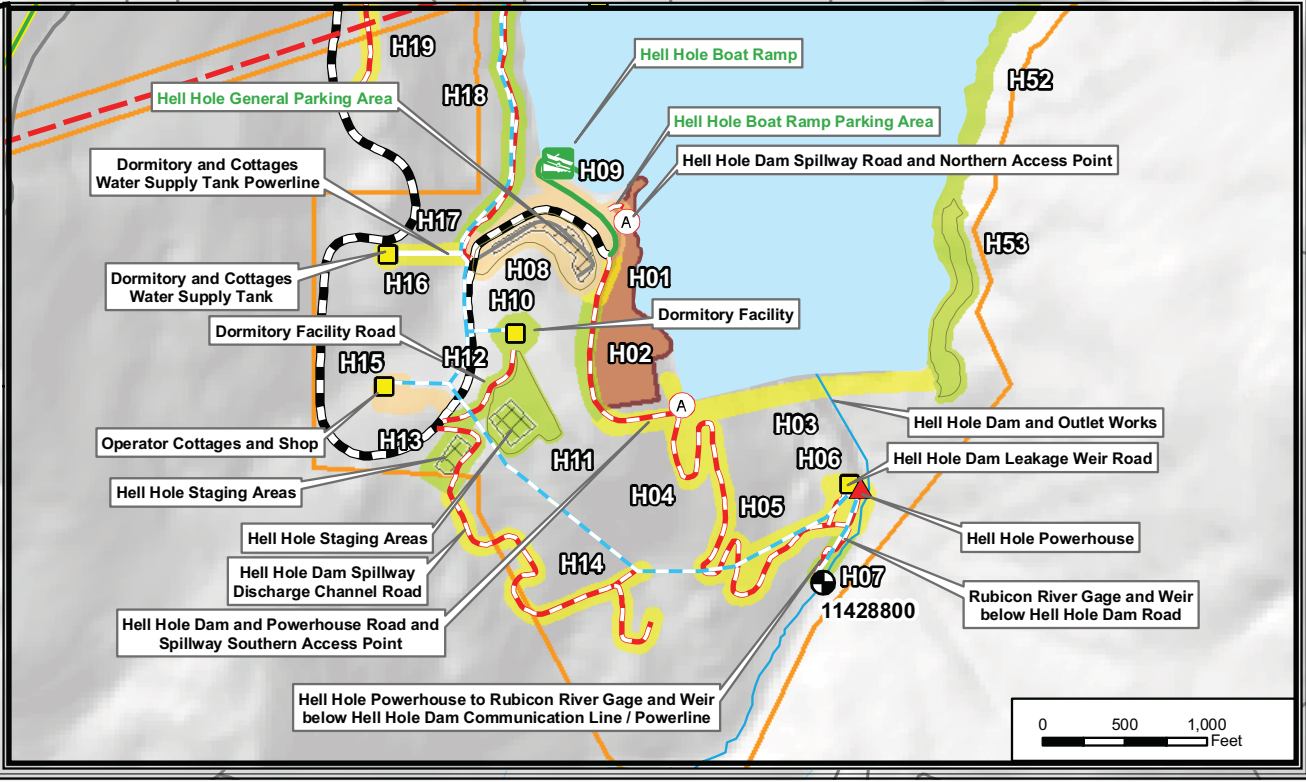 H19
H52
Hell Hole Boat Ramp
H18
Hell Hole General Parking Area
Hell Hole Boat Ramp Parking Area
Dormitory and Cottages
Water Supply Tank Powerline
H09
Hell Hole Dam Spillway Road and Northern Access Point
A
H17
H53
H08
H01
Dormitory and Cottages
Water Supply Tank
H16
H10
Dormitory Facility
Dormitory Facility Road
H15
H12
H02
A
Hell Hole Dam and Outlet Works
H03
Operator Cottages and Shop
H13
H06
Hell Hole Dam Leakage Weir Road
H11
Hell Hole Staging Areas
H04
H05
Hell Hole Staging Areas
Hell Hole Powerhouse
H14
H07
Hell Hole Dam Spillway
Discharge Channel Road
11428800
Rubicon River Gage and Weir
below Hell Hole Dam Road
Hell Hole Dam and Powerhouse Road and
Spillway Southern Access Point
Hell Hole Powerhouse to Rubicon River Gage and Weir
below Hell Hole Dam Communication Line / Powerline
0 500 1,000
Feet